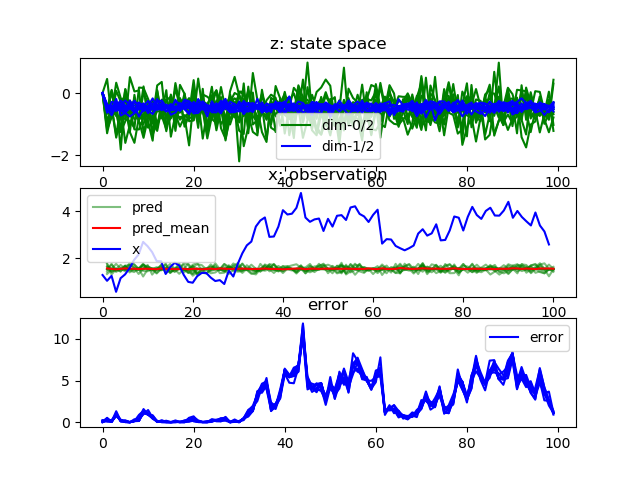 z: state space
0
−2
dim-0/2
dim-1/2
0 20 40 60 80 100
x: observation
4
2
pred
pred_mean
x
0 20 40 60 80 100
error
10
5
0
error
0 20 40 60 80 100